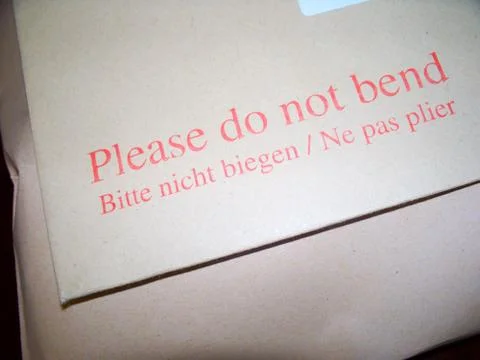 Please do not bend
Bitte nicht biegen / Ne pas plier